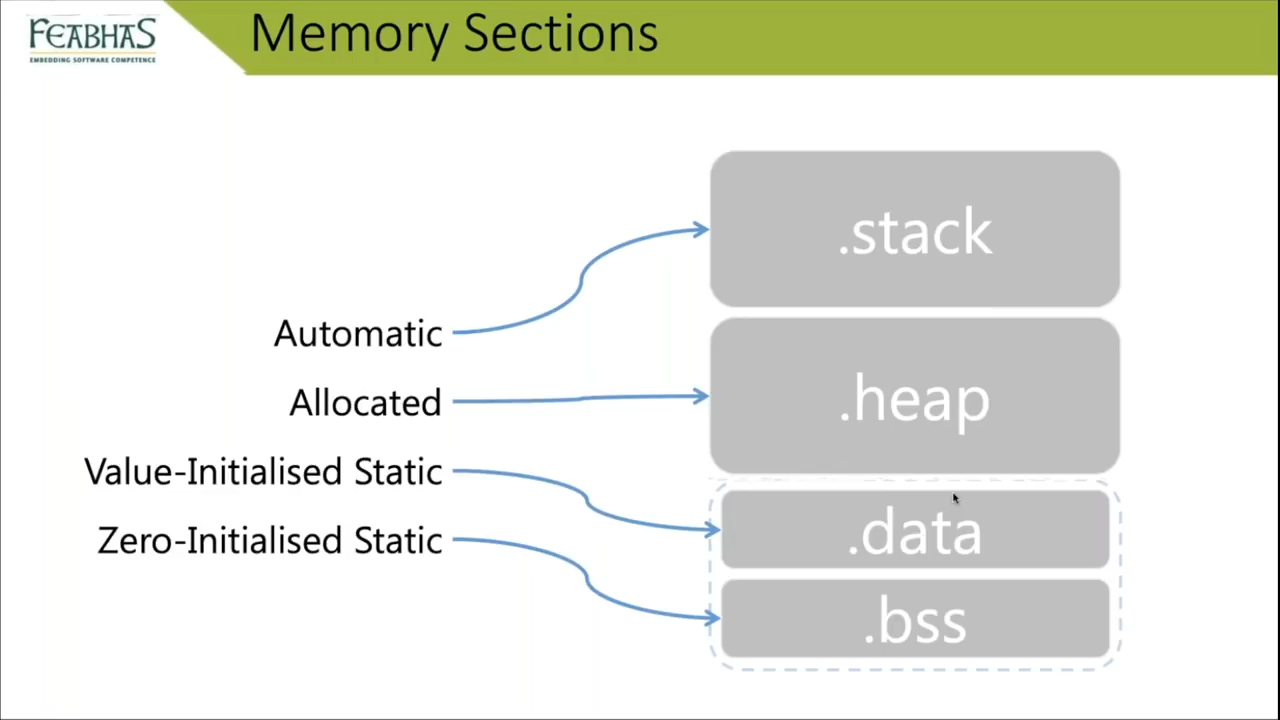 FEABHAS
EMBEDDING SOFTWARE COMPETENCE
Memory Sections
.stack
Automatic
Allocated
.heap
Value-Initialised Static
.data
Zero-Initialised Static
.bss